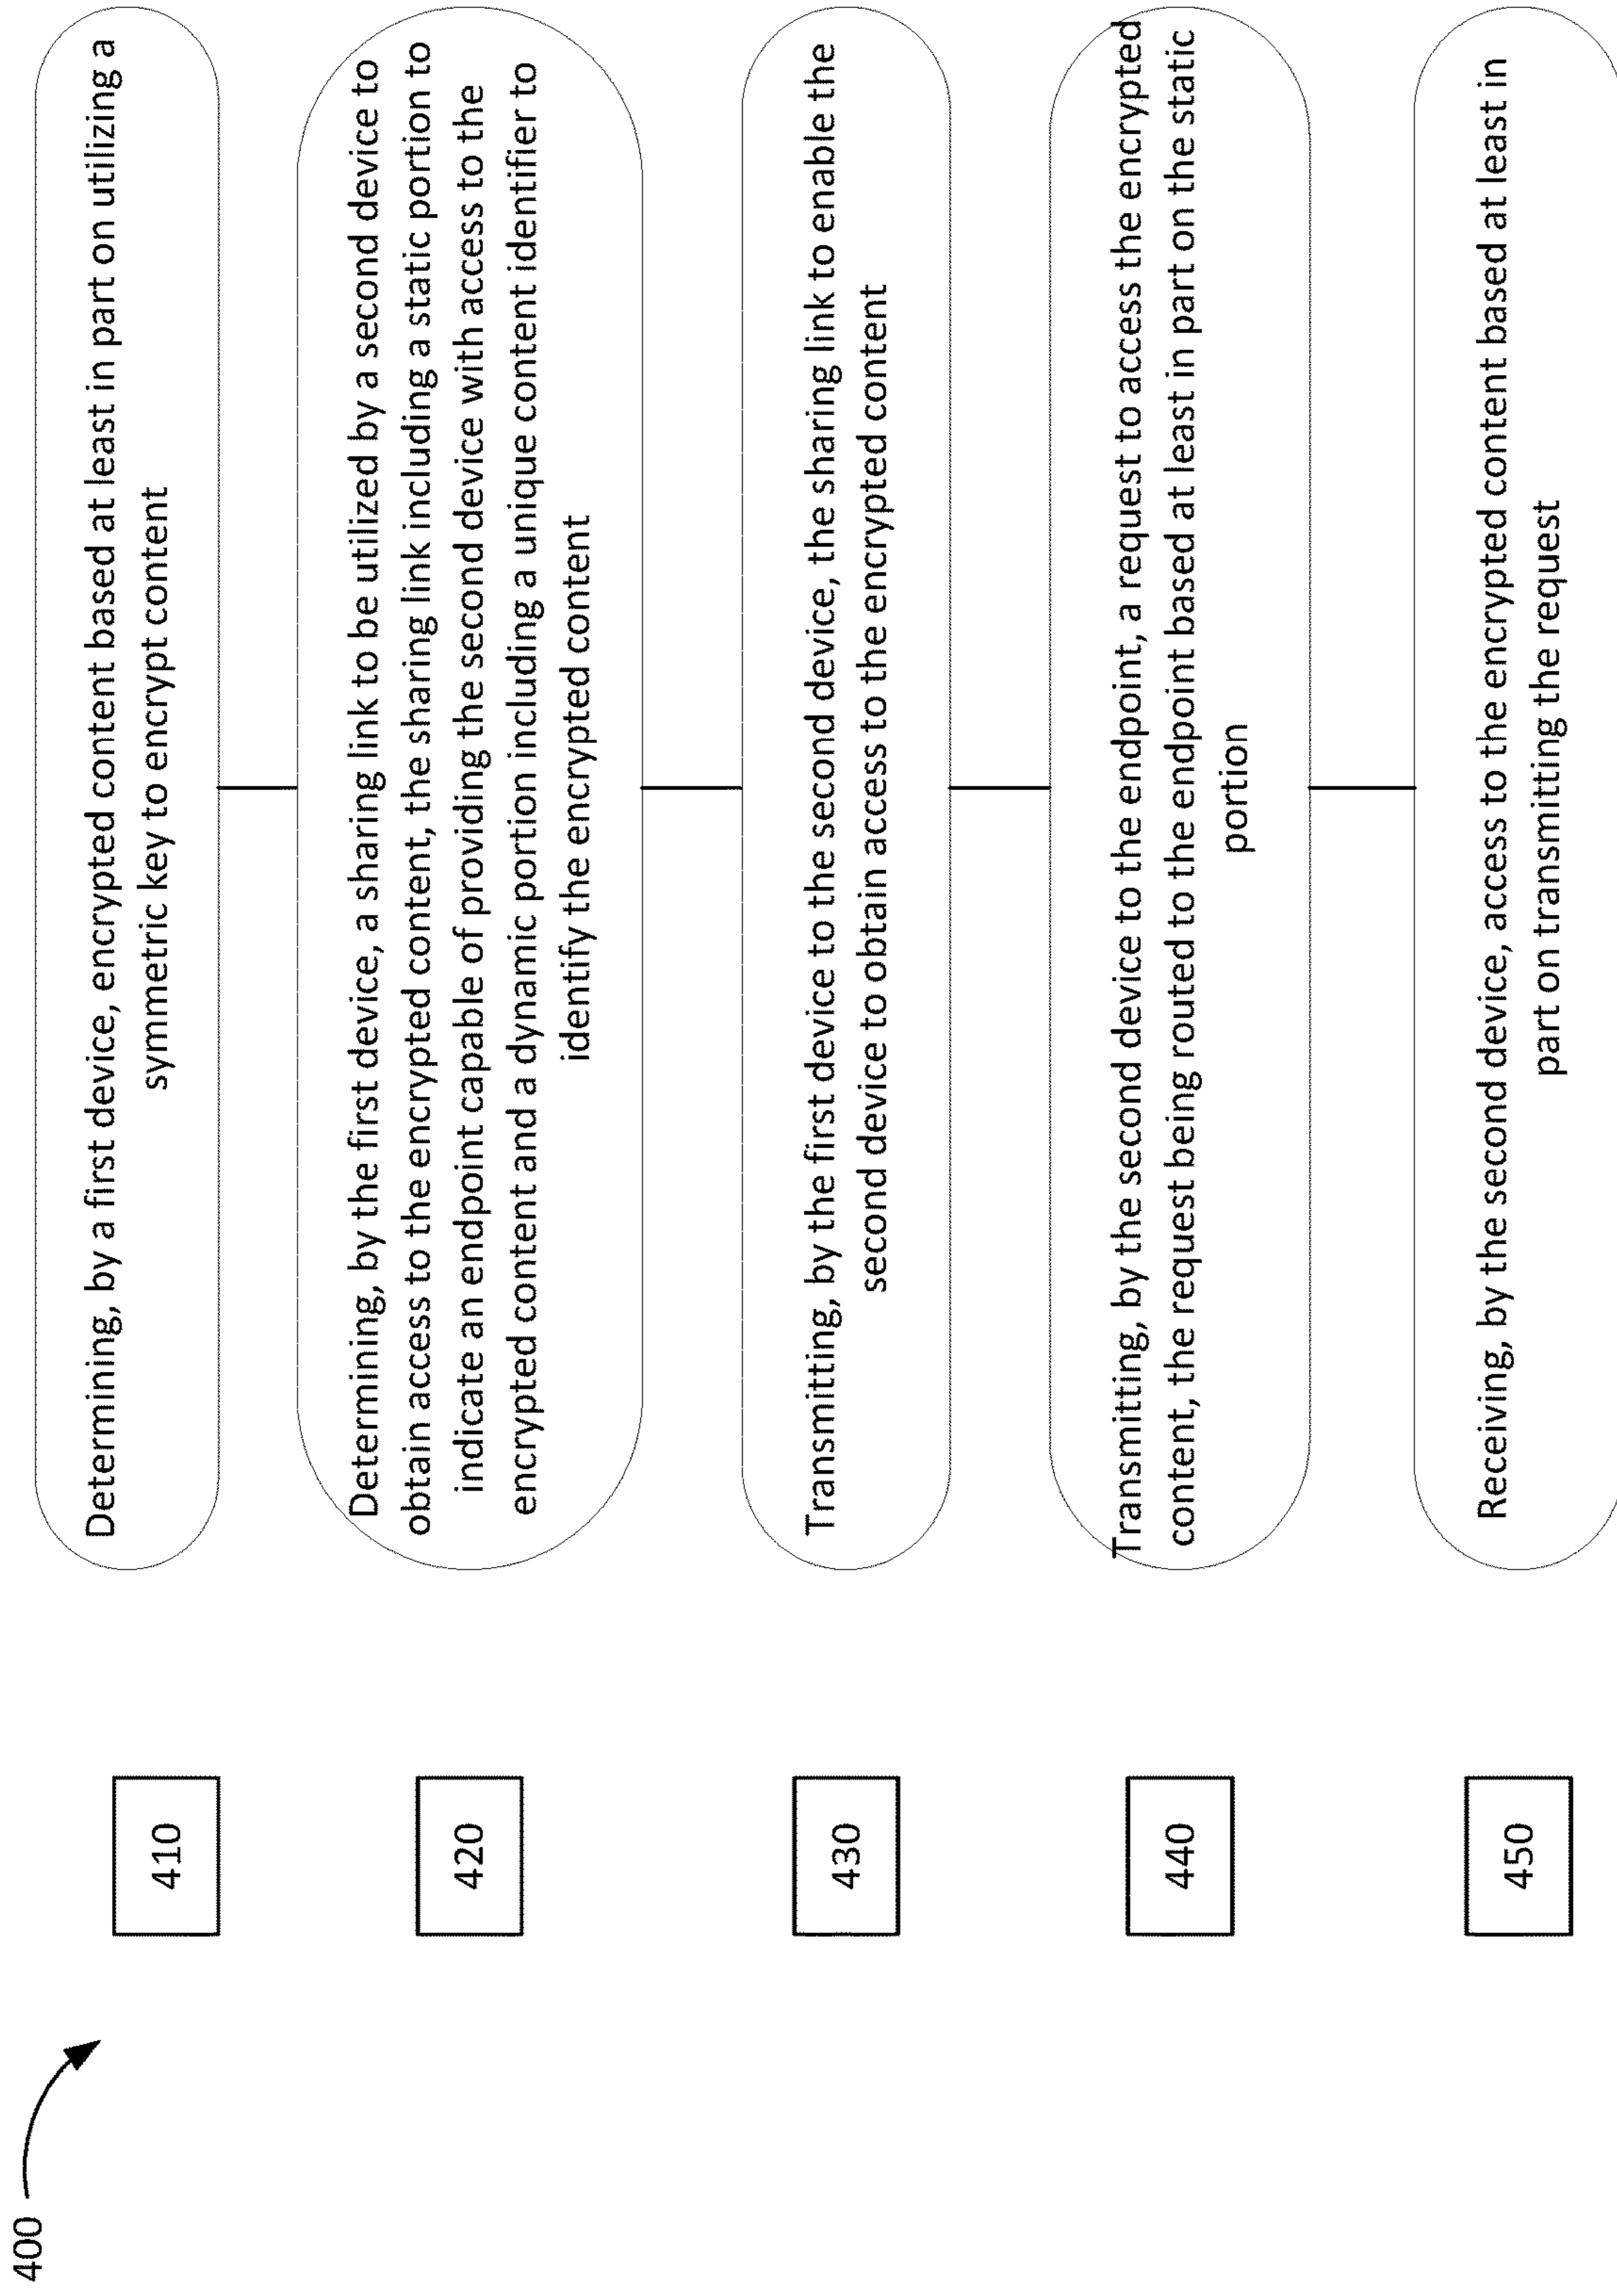 400
410
Determining, by a first device, encrypted content based at least in part on utilizing a
symmetric key to encrypt content
420
Determining, by the first device, a sharing link to be utilized by a second device to
obtain access to the encrypted content, the sharing link including a static portion to
indicate an endpoint capable of providing the second device with access to the
encrypted content and a dynamic portion including a unique content identifier to
identify the encrypted content
430
Transmitting, by the first device to the second device, the sharing link to enable the
second device to obtain access to the encrypted content
440
Transmitting, by the second device to the endpoint, a request to access the encrypted
content, the request being routed to the endpoint based at least in part on the static
portion
450
Receiving, by the second device, access to the encrypted content based at least in
part on transmitting the request